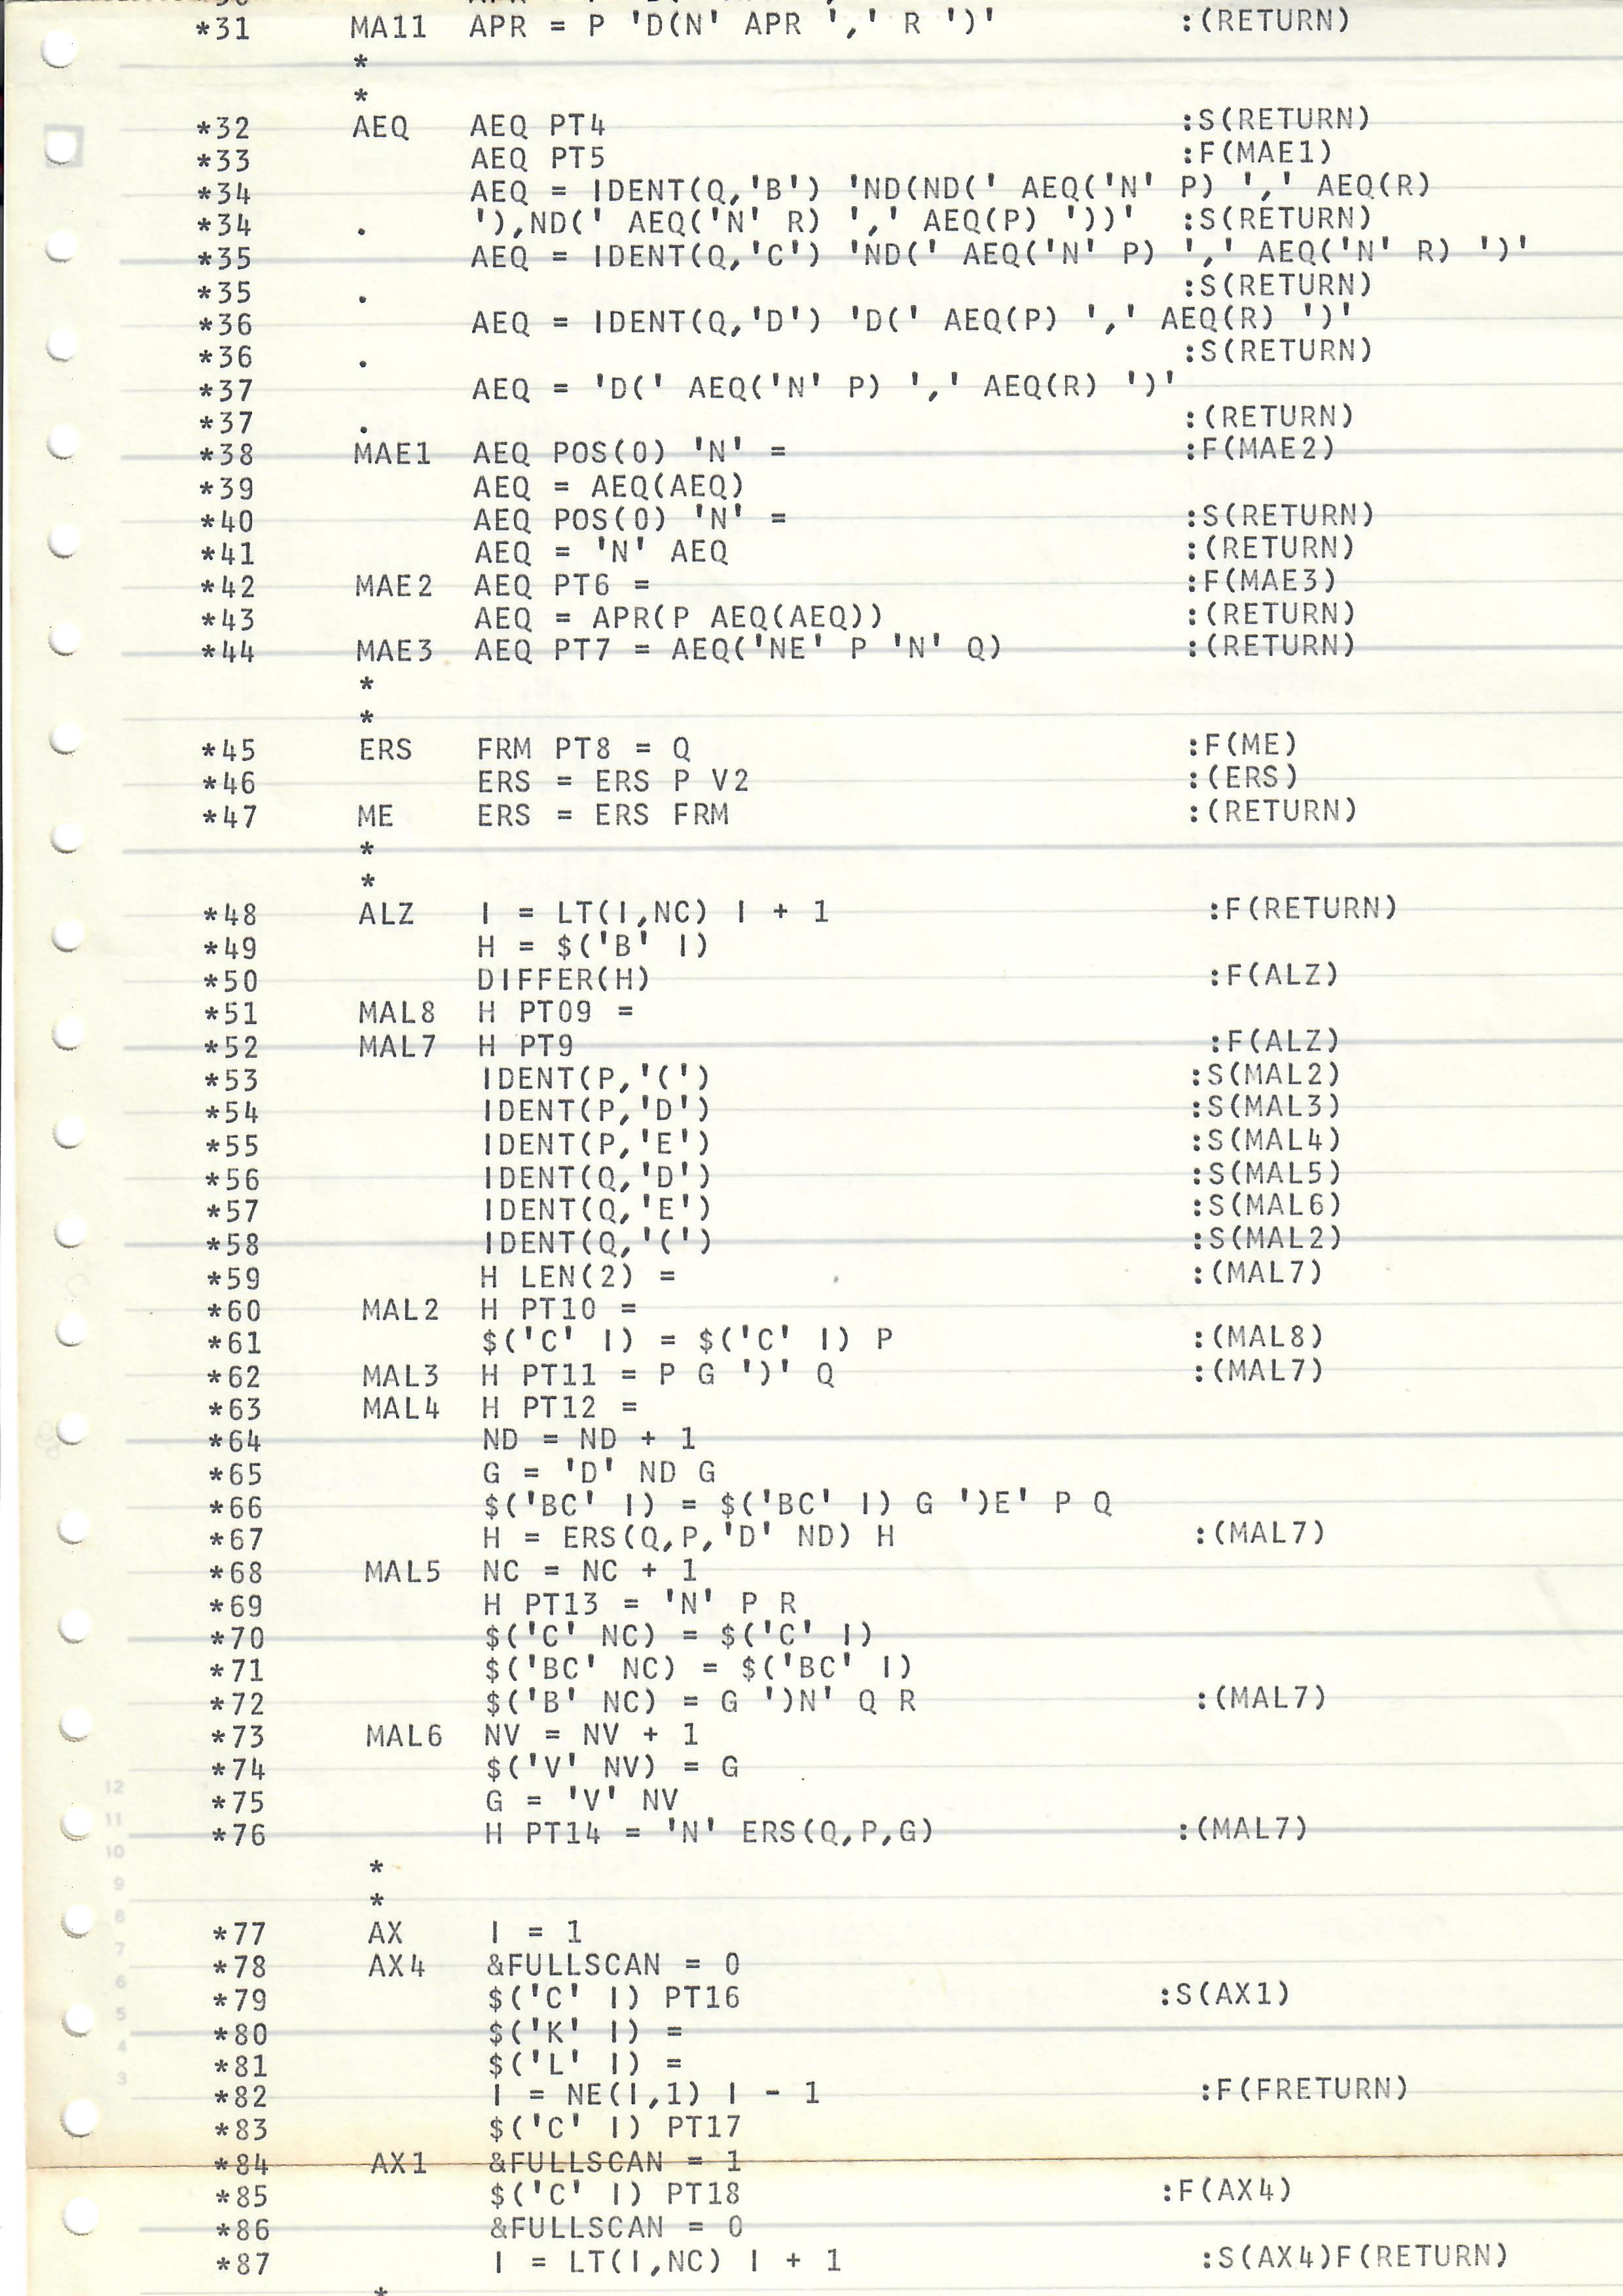 *31 MA11 APR = P 'D(N' APR ',' R ')' :(RETURN)
*
*
*32 AEQ AEQ PT4 :S(RETURN)
*33 AEQ PT5 :F(MAE1)
*34 AEQ = IDENT(Q,'B') 'ND(ND(' AEQ('N' P) ',' AEQ(R)
*34 . '),ND(' AEQ('N' R) ',' AEQ(P) '))' :S(RETURN)
*35 AEQ = IDENT(Q,'C') 'ND(' AEQ('N' P) ',' AEQ('N' R) ')'
*35 . :S(RETURN)
*36 AEQ = IDENT(Q,'D') 'D(' AEQ(P) ',' AEQ(R) ')'
*36 . :S(RETURN)
*37 AEQ = 'D(' AEQ('N' P) ',' AEQ(R) ')'
*37 . :(RETURN)
*38 MAE1 AEQ POS(0) 'N' = :F(MAE2)
*39 AEQ = AEQ(AEQ)
*40 AEQ POS(0) 'N' = :S(RETURN)
*41 AEQ = 'N' AEQ :(RETURN)
*42 MAE2 AEQ PT6 = :F(MAE3)
*43 AEQ = APR(P AEQ(AEQ)) :(RETURN)
*44 MAE3 AEQ PT7 = AEQ('NE' P 'N' Q) :(RETURN)
*
*
*45 ERS FRM PT8 = Q :F(ME)
*46 ERS = ERS P V2 :(ERS)
*47 ME ERS = ERS FRM :(RETURN)
*
*
*48 ALZ I = LT(I,NC) I + 1 :F(RETURN)
*49 H = $('B' I)
*50 DIFFER(H) :F(ALZ)
*51 MAL8 H PT09 =
*52 MAL7 H PT9 :F(ALZ)
*53 IDENT(P,'(') :S(MAL2)
*54 IDENT(P,'D') :S(MAL3)
*55 IDENT(P,'E') :S(MAL4)
*56 IDENT(Q,'D') :S(MAL5)
*57 IDENT(Q,'E') :S(MAL6)
*58 IDENT(Q,'(') :S(MAL2)
*59 H LEN(2) = :(MAL7)
*60 MAL2 H PT10 =
*61 $('C' I) = $('C' I) P :(MAL8)
*62 MAL3 H PT11 = P G ')' Q :(MAL7)
*63 MAL4 H PT12 =
*64 ND = ND + 1
*65 G = 'D' ND G
*66 $('BC' I) = $('BC' I) G ')E' P Q
*67 H = ERS(Q,P,'D' ND) H :(MAL7)
*68 MAL5 NC = NC + 1
*69 H PT13 = 'N' P R
*70 $('C' NC) = $('C' I)
*71 $('BC' NC) = $('BC' I)
*72 $('B' NC) = G ')N' Q R :(MAL7)
*73 MAL6 NV = NV + 1
*74 $('V' NV) = G
*75 G = 'V' NV
*76 H PT14 = 'N' ERS(Q,P,G) :(MAL7)
*
*
*77 AX I = 1
*78 AX4 &FULLSCAN = 0
*79 $('C' I) PT16 :S(AX1)
*80 $('K' I) =
*81 $('L' I) =
*82 I = NE(I,1) I - 1 :F(FRETURN)
*83 $('C' I) PT17
*84 AX1 &FULLSCAN = 1
*85 $('C' I) PT18 :F(AX4)
*86 &FULLSCAN = 0
*87 I = LT(I,NC) I + 1 :S(AX4)F(RETURN)
*
12
11
10
9
8
7
6
5
4
3